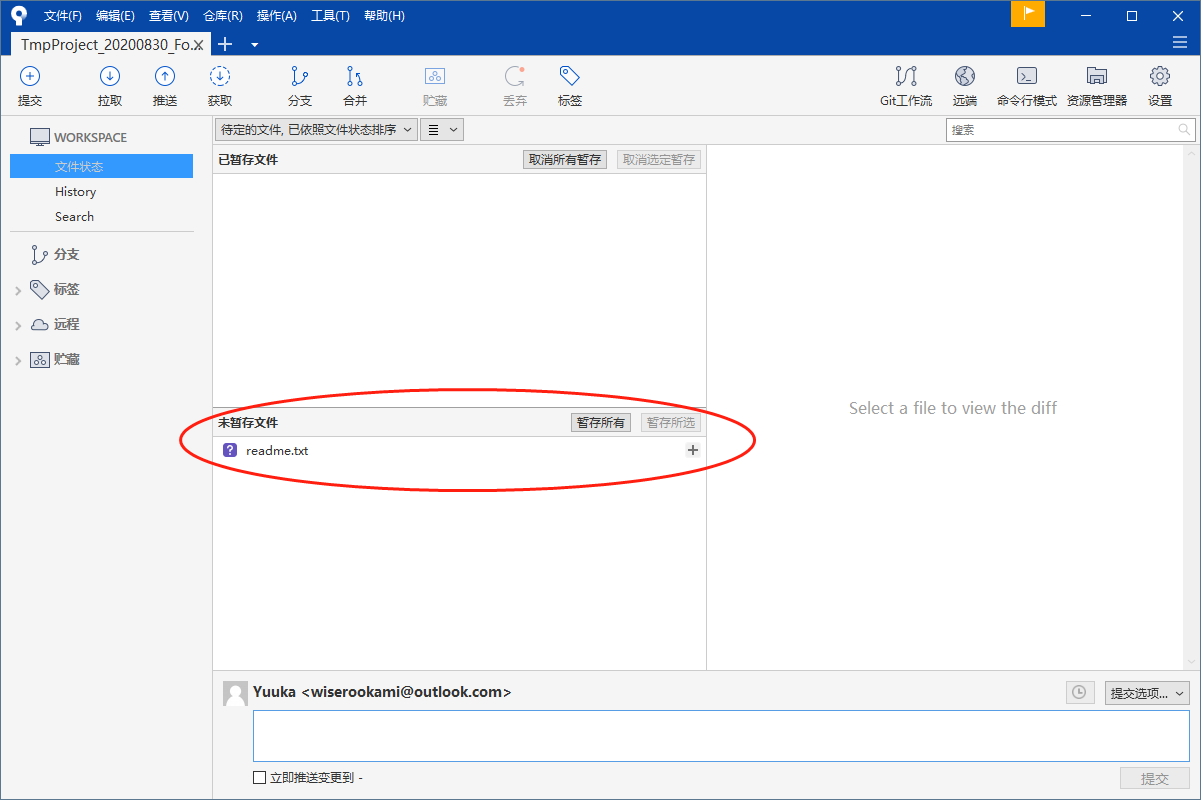 文件(F) 编辑(E) 查看(V) 仓库(R) 操作(A) 工具(T) 帮助(H)
TmpProject_20200830_Fo..
提交 拉取 推送 获取 分支 合并 贮藏 丢弃 标签 Git工作流 远端 命令行模式 资源管理器 设置
WORKSPACE
文件状态
History
Search
分支
标签
远程
贮藏
待定的文件, 已依照文件状态排序
搜索
已暂存文件 取消所有暂存 取消选定暂存
未暂存文件 暂存所有 暂存所选
readme.txt
Select a file to view the diff
Yuuka <wiserookami@outlook.com>
提交选项...
立即推送变更到 -
提交